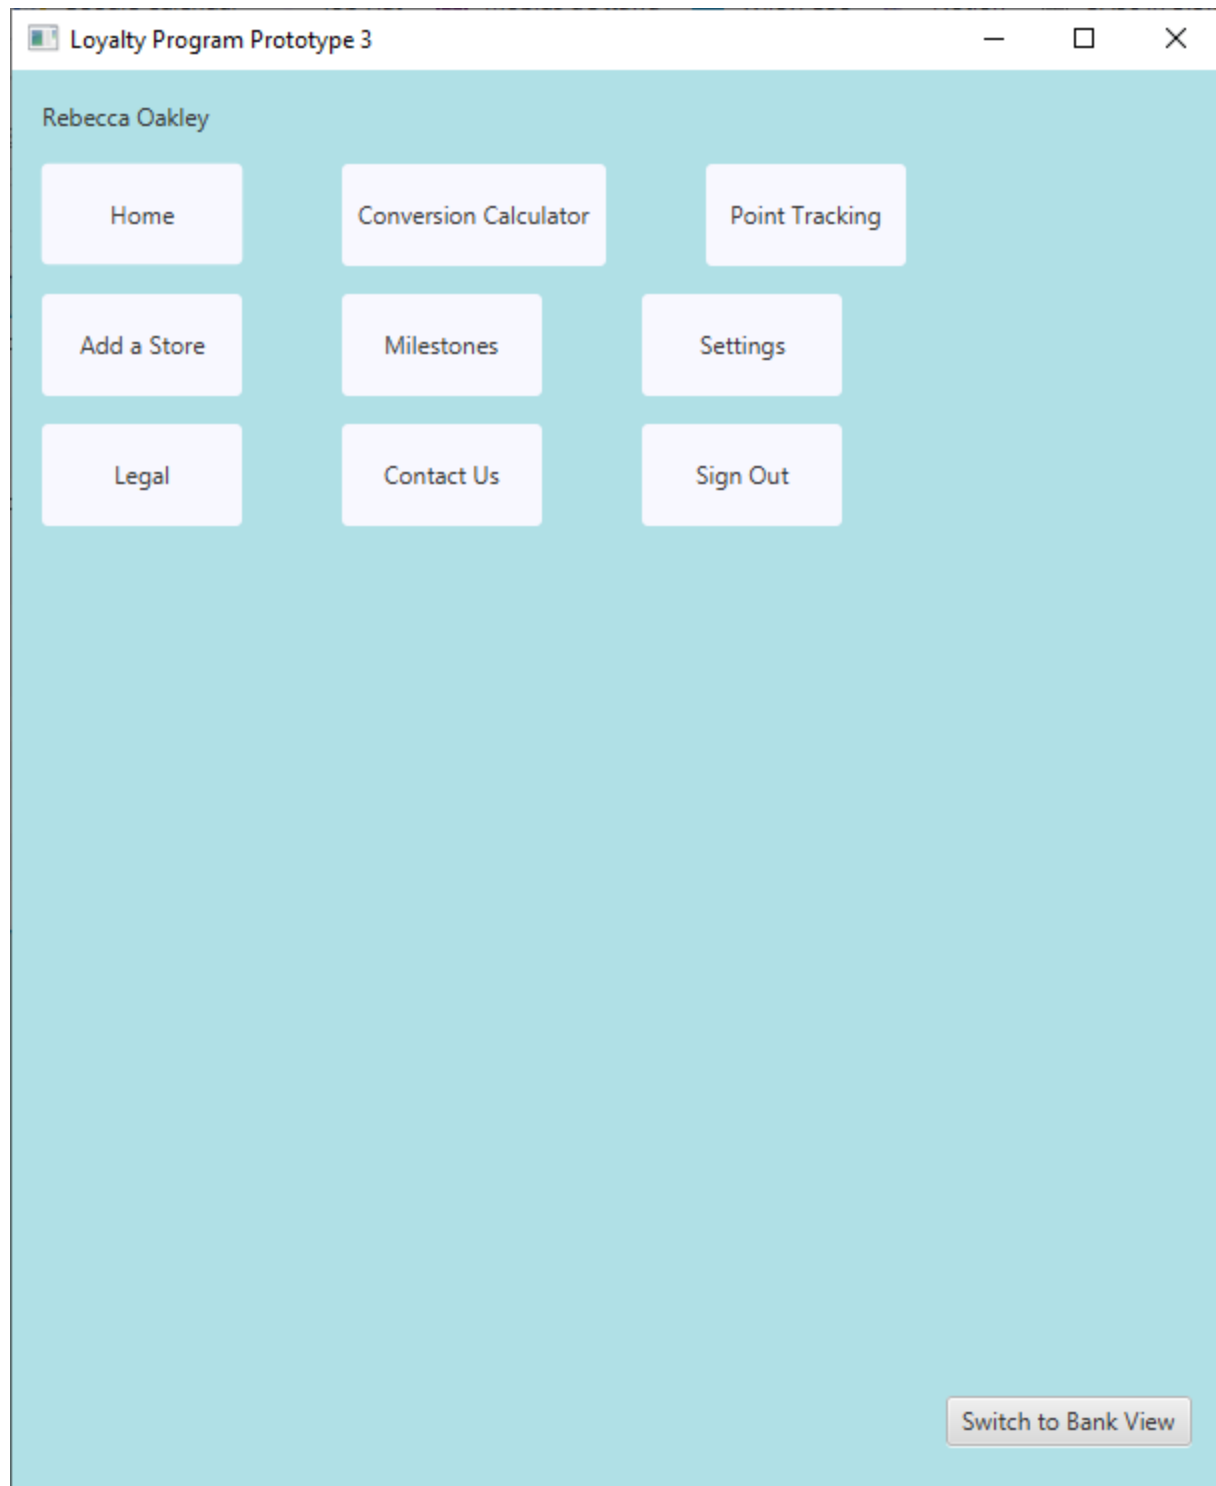 Loyalty Program Prototype 3
Rebecca Oakley
Home Conversion Calculator Point Tracking
Add a Store Milestones Settings
Legal Contact Us Sign Out
Switch to Bank View